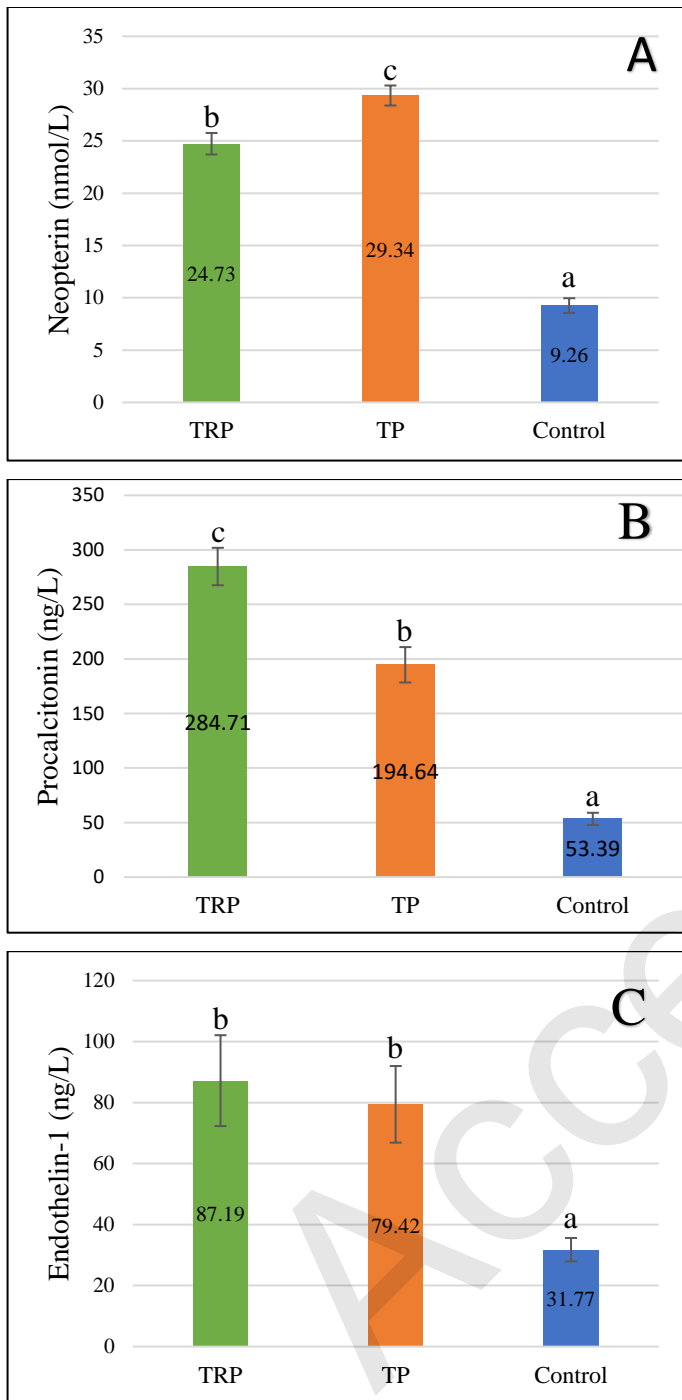 A
Neopterin (nmol/L)
35
30
25
20
15
10
5
0
b
c
a
24.73
29.34
9.26
TRP
TP
Control
B
Procalcitonin (ng/L)
350
300
250
200
150
100
50
0
c
b
a
284.71
194.64
53.39
TRP
TP
Control
C
Endothelin-1 (ng/L)
120
100
80
60
40
20
0
b
b
a
87.19
79.42
31.77
TRP
TP
Control
Acce